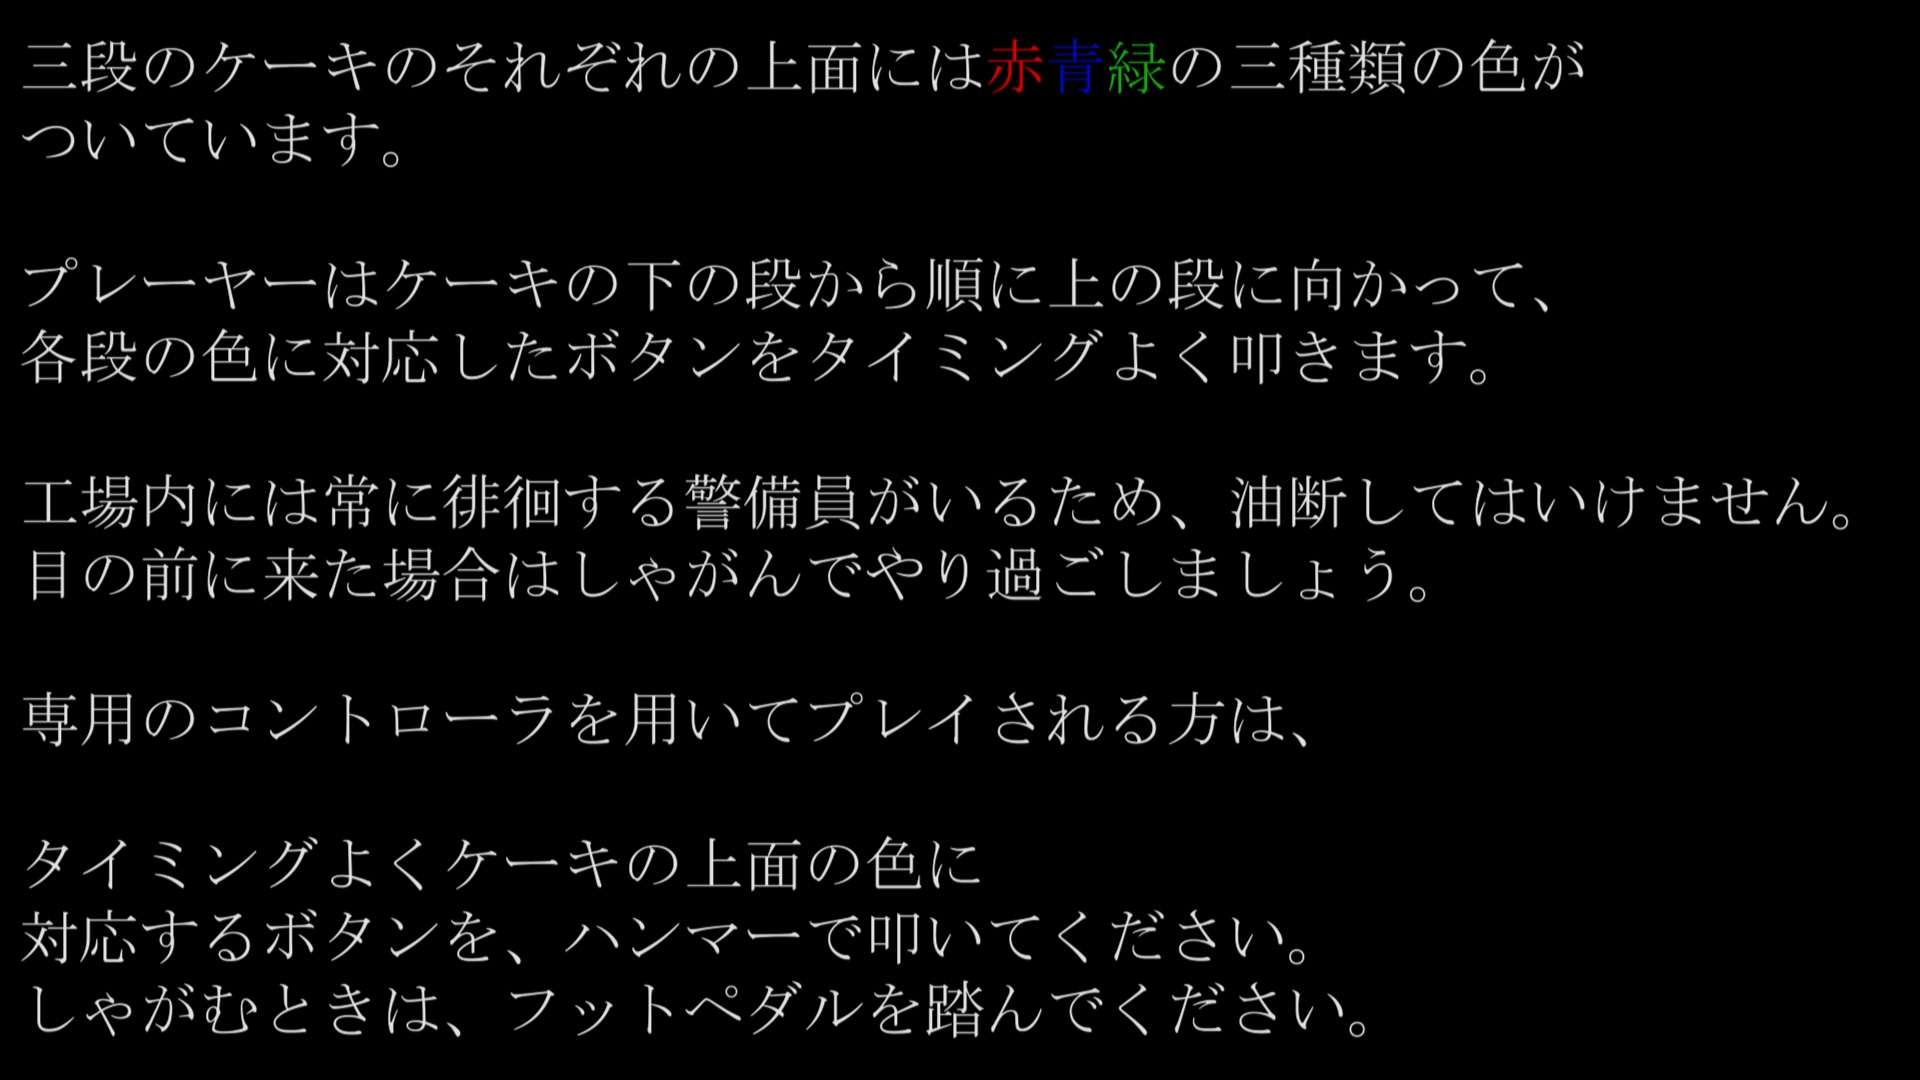 三段のケーキのそれぞれの上面には赤青緑の三種類の色が
ついています。
プレーヤーはケーキの下の段から順に上の段に向かって、
各段の色に対応したボタンをタイミングよく叩きます。
工場内には常に徘徊する警備員がいるため、油断してはいけません。
目の前に来た場合はしゃがんでやり過ごしましょう。
専用のコントローラを用いてプレイされる方は、
タイミングよくケーキの上面の色に
対応するボタンを、ハンマーで叩いてください。
しゃがむときは、フットペダルを踏んでください。